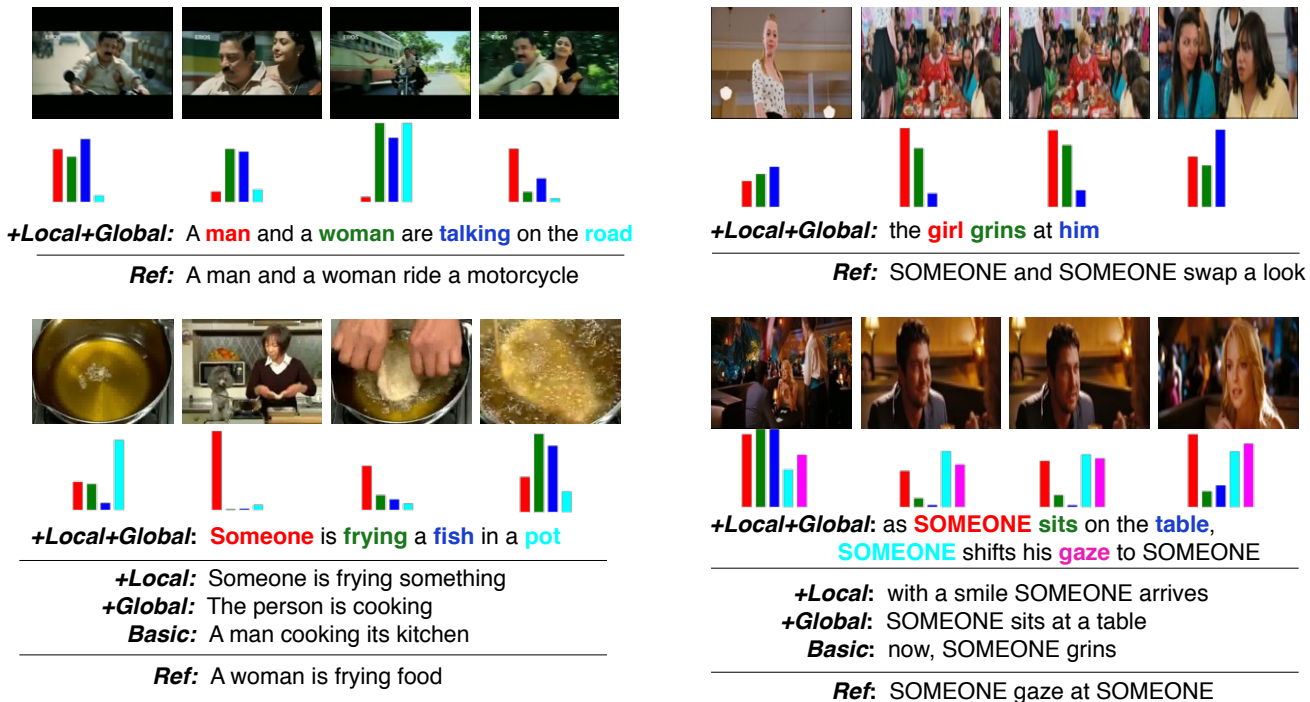 EROS
EROS
EROS
EROS
+Local+Global: A man and a woman are talking on the road
Ref: A man and a woman ride a motorcycle
+Local+Global: the girl grins at him
Ref: SOMEONE and SOMEONE swap a look
+Local+Global: Someone is frying a fish in a pot
+Local: Someone is frying something
+Global: The person is cooking
Basic: A man cooking its kitchen
Ref: A woman is frying food
+Local+Global: as SOMEONE sits on the table,
SOMEONE shifts his gaze to SOMEONE
+Local: with a smile SOMEONE arrives
+Global: SOMEONE sits at a table
Basic: now, SOMEONE grins
Ref: SOMEONE gaze at SOMEONE